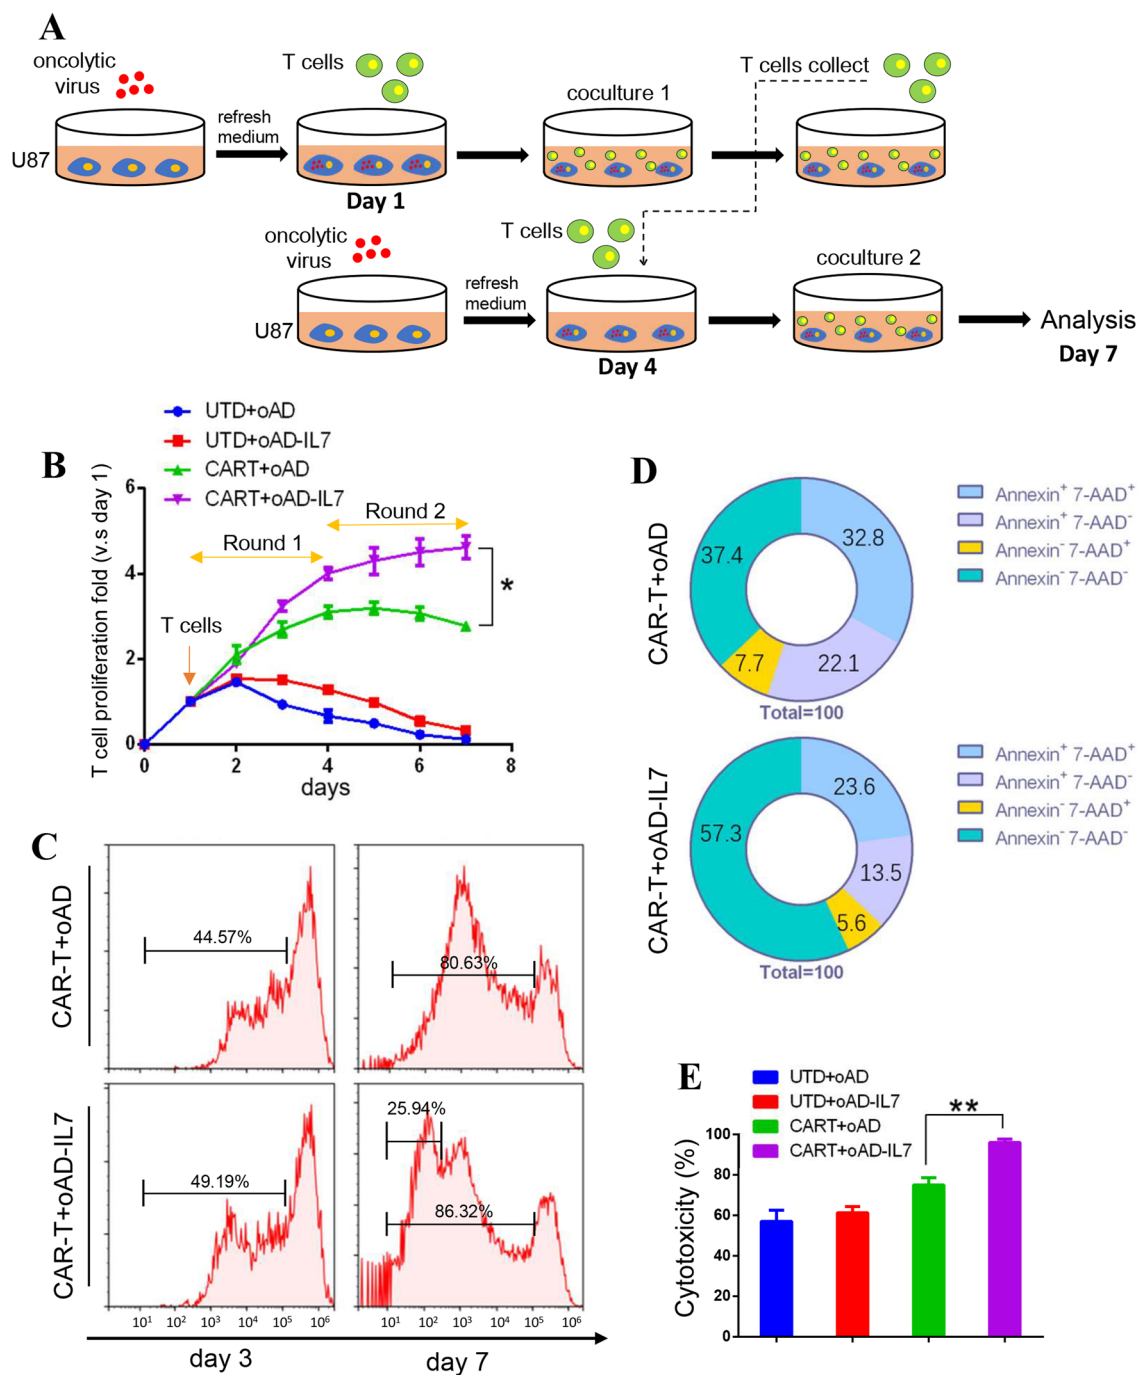 A
oncolytic
virus
T cells
T cells collect
coculture 1
refresh
medium
U87
Day 1
oncolytic
virus
T cells
coculture 2
refresh
medium
U87
Day 4
Analysis
Day 7
B
UTD+oAD
UTD+oAD-IL7
CART+oAD
CART+oAD-IL7
T cell proliferation fold (v.s day 1)
6
4
2
0
Round 1
Round 2
T cells
*
0 2 4 6 8
days
C
CAR-T+oAD
44.57%
80.63%
CAR-T+oAD-IL7
49.19%
25.94%
86.32%
10¹ 10² 10³ 10⁴ 10⁵ 10⁶
10¹ 10² 10³ 10⁴ 10⁵ 10⁶
day 3
day 7
D
CAR-T+oAD
37.4
32.8
7.7
22.1
Total=100
Annexin⁺ 7-AAD⁺
Annexin⁺ 7-AAD⁻
Annexin⁻ 7-AAD⁺
Annexin⁻ 7-AAD⁻
CAR-T+oAD-IL7
57.3
23.6
13.5
5.6
Total=100
Annexin⁺ 7-AAD⁺
Annexin⁺ 7-AAD⁻
Annexin⁻ 7-AAD⁺
Annexin⁻ 7-AAD⁻
E
UTD+oAD
UTD+oAD-IL7
CART+oAD
CART+oAD-IL7
**
Cytotoxicity (%)
100
80
60
40
20
0